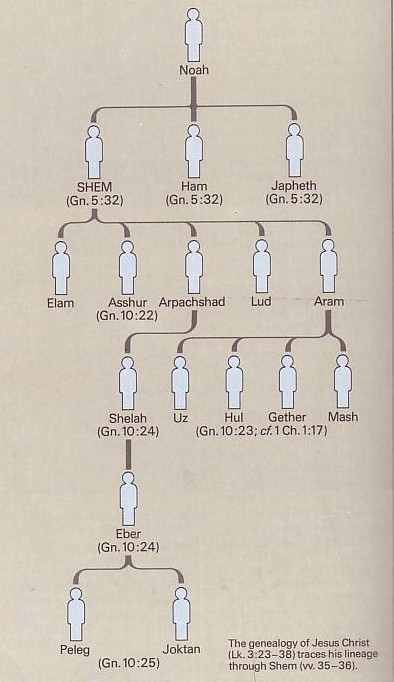 Noah
SHEM Ham Japheth
(Gn. 5:32) (Gn. 5:32) (Gn. 5:32)
Elam Asshur Arpachshad Lud Aram
(Gn. 10:22)
Shelah Uz Hul Gether Mash
(Gn. 10:24) (Gn. 10:23; cf. 1 Ch. 1:17)
Eber
(Gn. 10:24)
Peleg Joktan
(Gn. 10:25)
The genealogy of Jesus Christ
(Lk. 3:23–38) traces his lineage
through Shem (vv. 35–36).